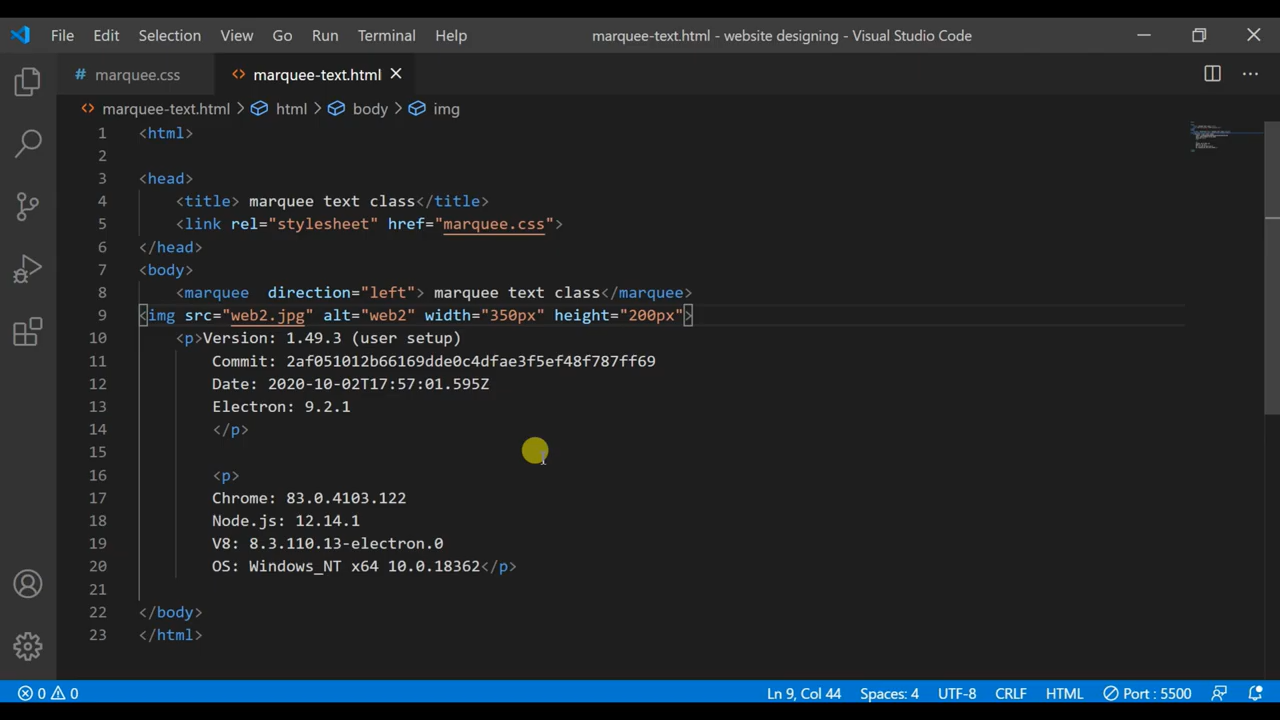 File Edit Selection View Go Run Terminal Help marquee-text.html - website designing - Visual Studio Code
# marquee.css <> marquee-text.html
<> marquee-text.html > html > body > img
1 <html>
2
3 <head>
4 <title> marquee text class</title>
5 <link rel="stylesheet" href="marquee.css">
6 </head>
7 <body>
8 <marquee  direction="left"> marquee text class</marquee>
9 <img src="web2.jpg" alt="web2" width="350px" height="200px">
10 <p>Version: 1.49.3 (user setup)
11 Commit: 2af051012b66169dde0c4dfae3f5ef48f787ff69
12 Date: 2020-10-02T17:57:01.595Z
13 Electron: 9.2.1
14 </p>
15
16 <p>
17 Chrome: 83.0.4103.122
18 Node.js: 12.14.1
19 V8: 8.3.110.13-electron.0
20 OS: Windows_NT x64 10.0.18362</p>
21
22 </body>
23 </html>
0 0 Ln 9, Col 44 Spaces: 4 UTF-8 CRLF HTML Port : 5500